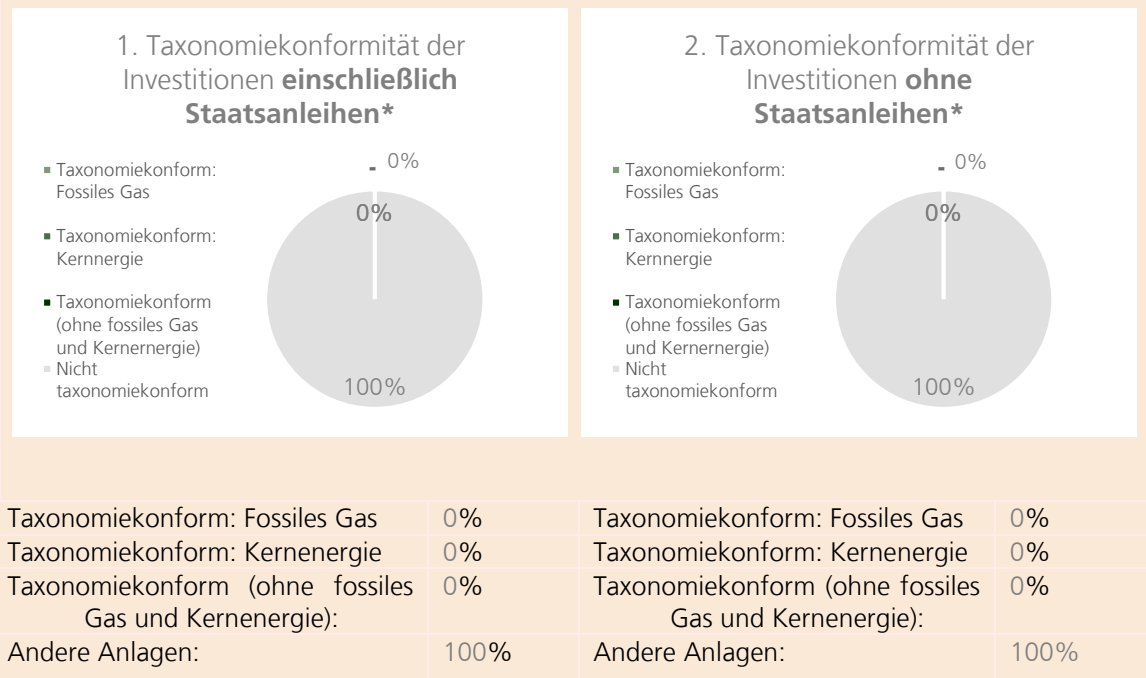 1. Taxonomiekonformität der
Investitionen einschließlich
Staatsanleihen*
Taxonomiekonform:
Fossiles Gas
Taxonomiekonform:
Kernnergie
Taxonomiekonform
(ohne fossiles Gas
und Kernernergie)
Nicht
taxonomiekonform
- 0%
0%
100%
2. Taxonomiekonformität der
Investitionen ohne
Staatsanleihen*
Taxonomiekonform:
Fossiles Gas
Taxonomiekonform:
Kernnergie
Taxonomiekonform
(ohne fossiles Gas
und Kernernergie)
Nicht
taxonomiekonform
- 0%
0%
100%
Taxonomiekonform: Fossiles Gas 0%
Taxonomiekonform: Kernenergie 0%
Taxonomiekonform (ohne fossiles 0%
Gas und Kernenergie):
Andere Anlagen: 100%
Taxonomiekonform: Fossiles Gas 0%
Taxonomiekonform: Kernenergie 0%
Taxonomiekonform (ohne fossiles 0%
Gas und Kernenergie):
Andere Anlagen: 100%